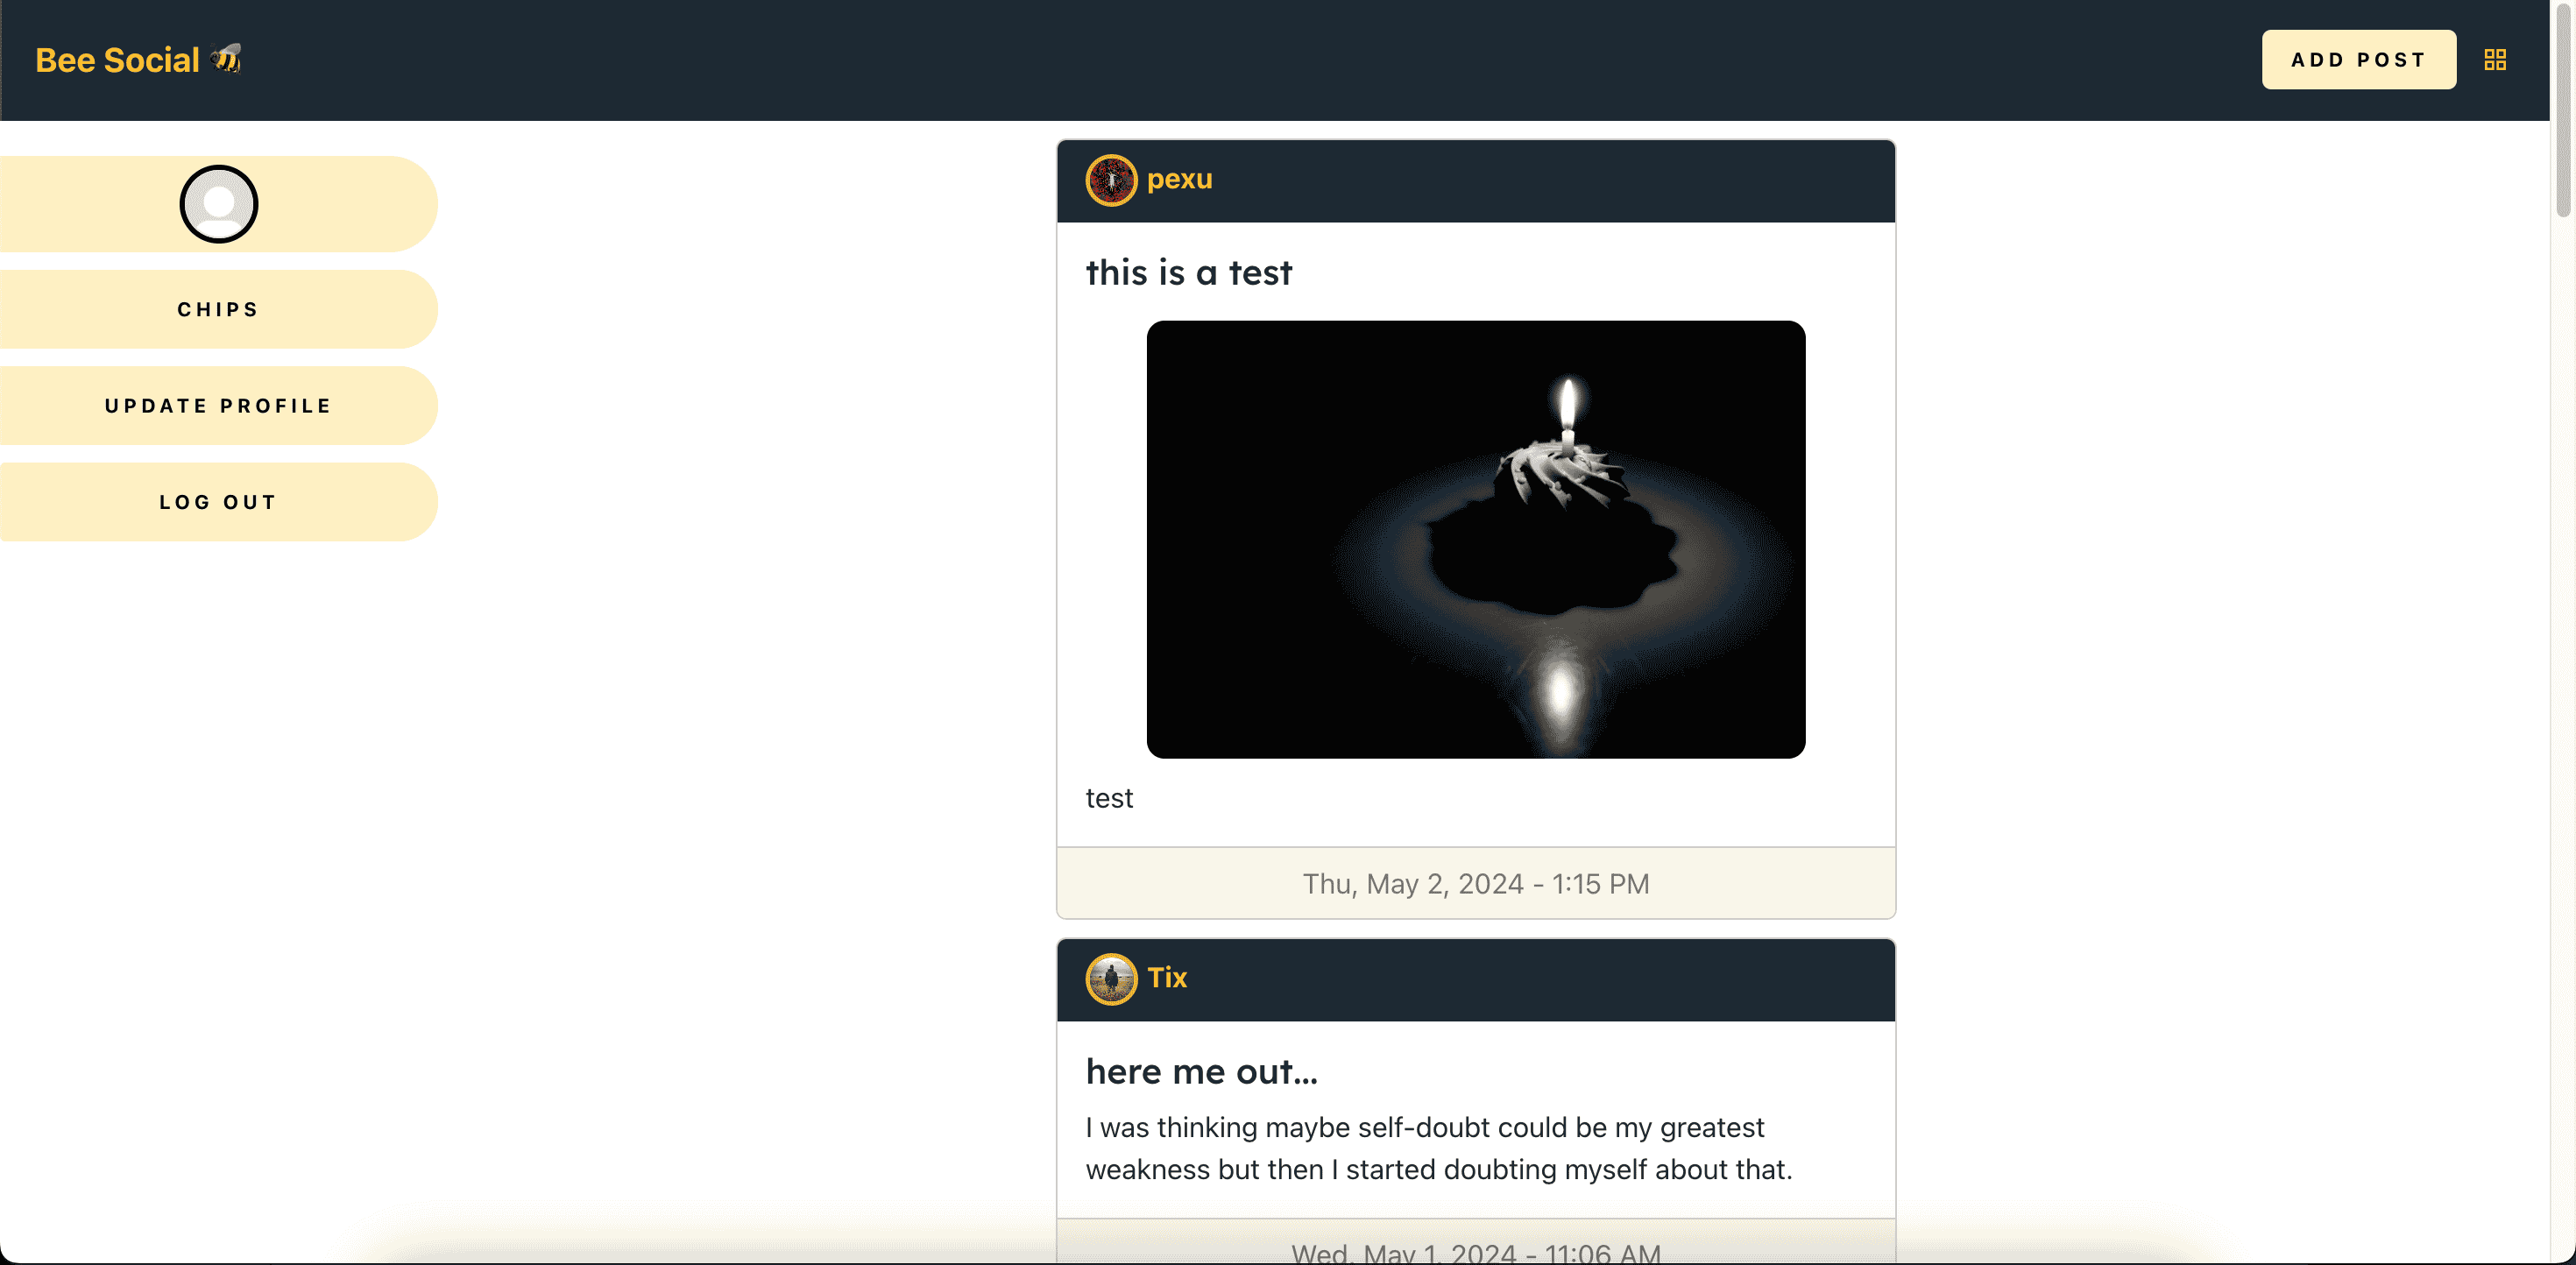 Bee Social 🐝
ADD POST
CHIPS
UPDATE PROFILE
LOG OUT
pexu
this is a test
test
Thu, May 2, 2024 - 1:15 PM
Tix
here me out...
I was thinking maybe self-doubt could be my greatest
weakness but then I started doubting myself about that.
Wed, May 1, 2024 - 11:06 AM